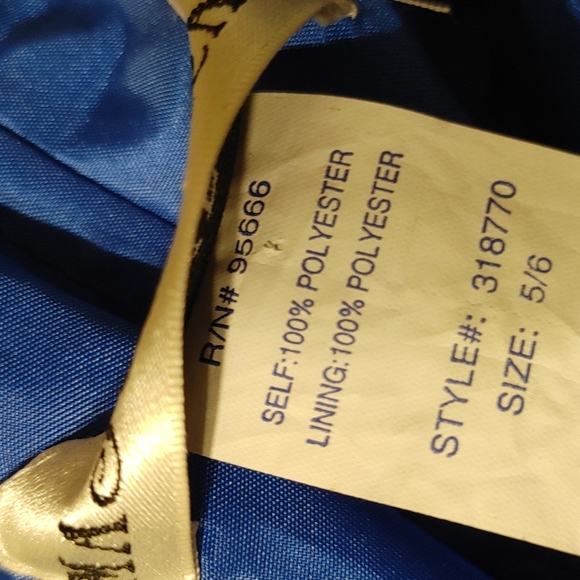 R/N# 95666
SELF:100% POLYESTER
LINING:100% POLYESTER
STYLE#: 318770
SIZE: 5/6